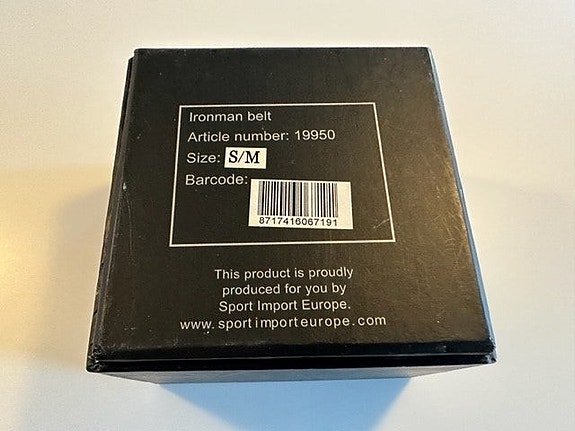 Ironman belt
Article number: 19950
Size: S/M
Barcode:
8717416067191
This product is proudly
produced for you by
Sport Import Europe.
www.sportimporteurope.com